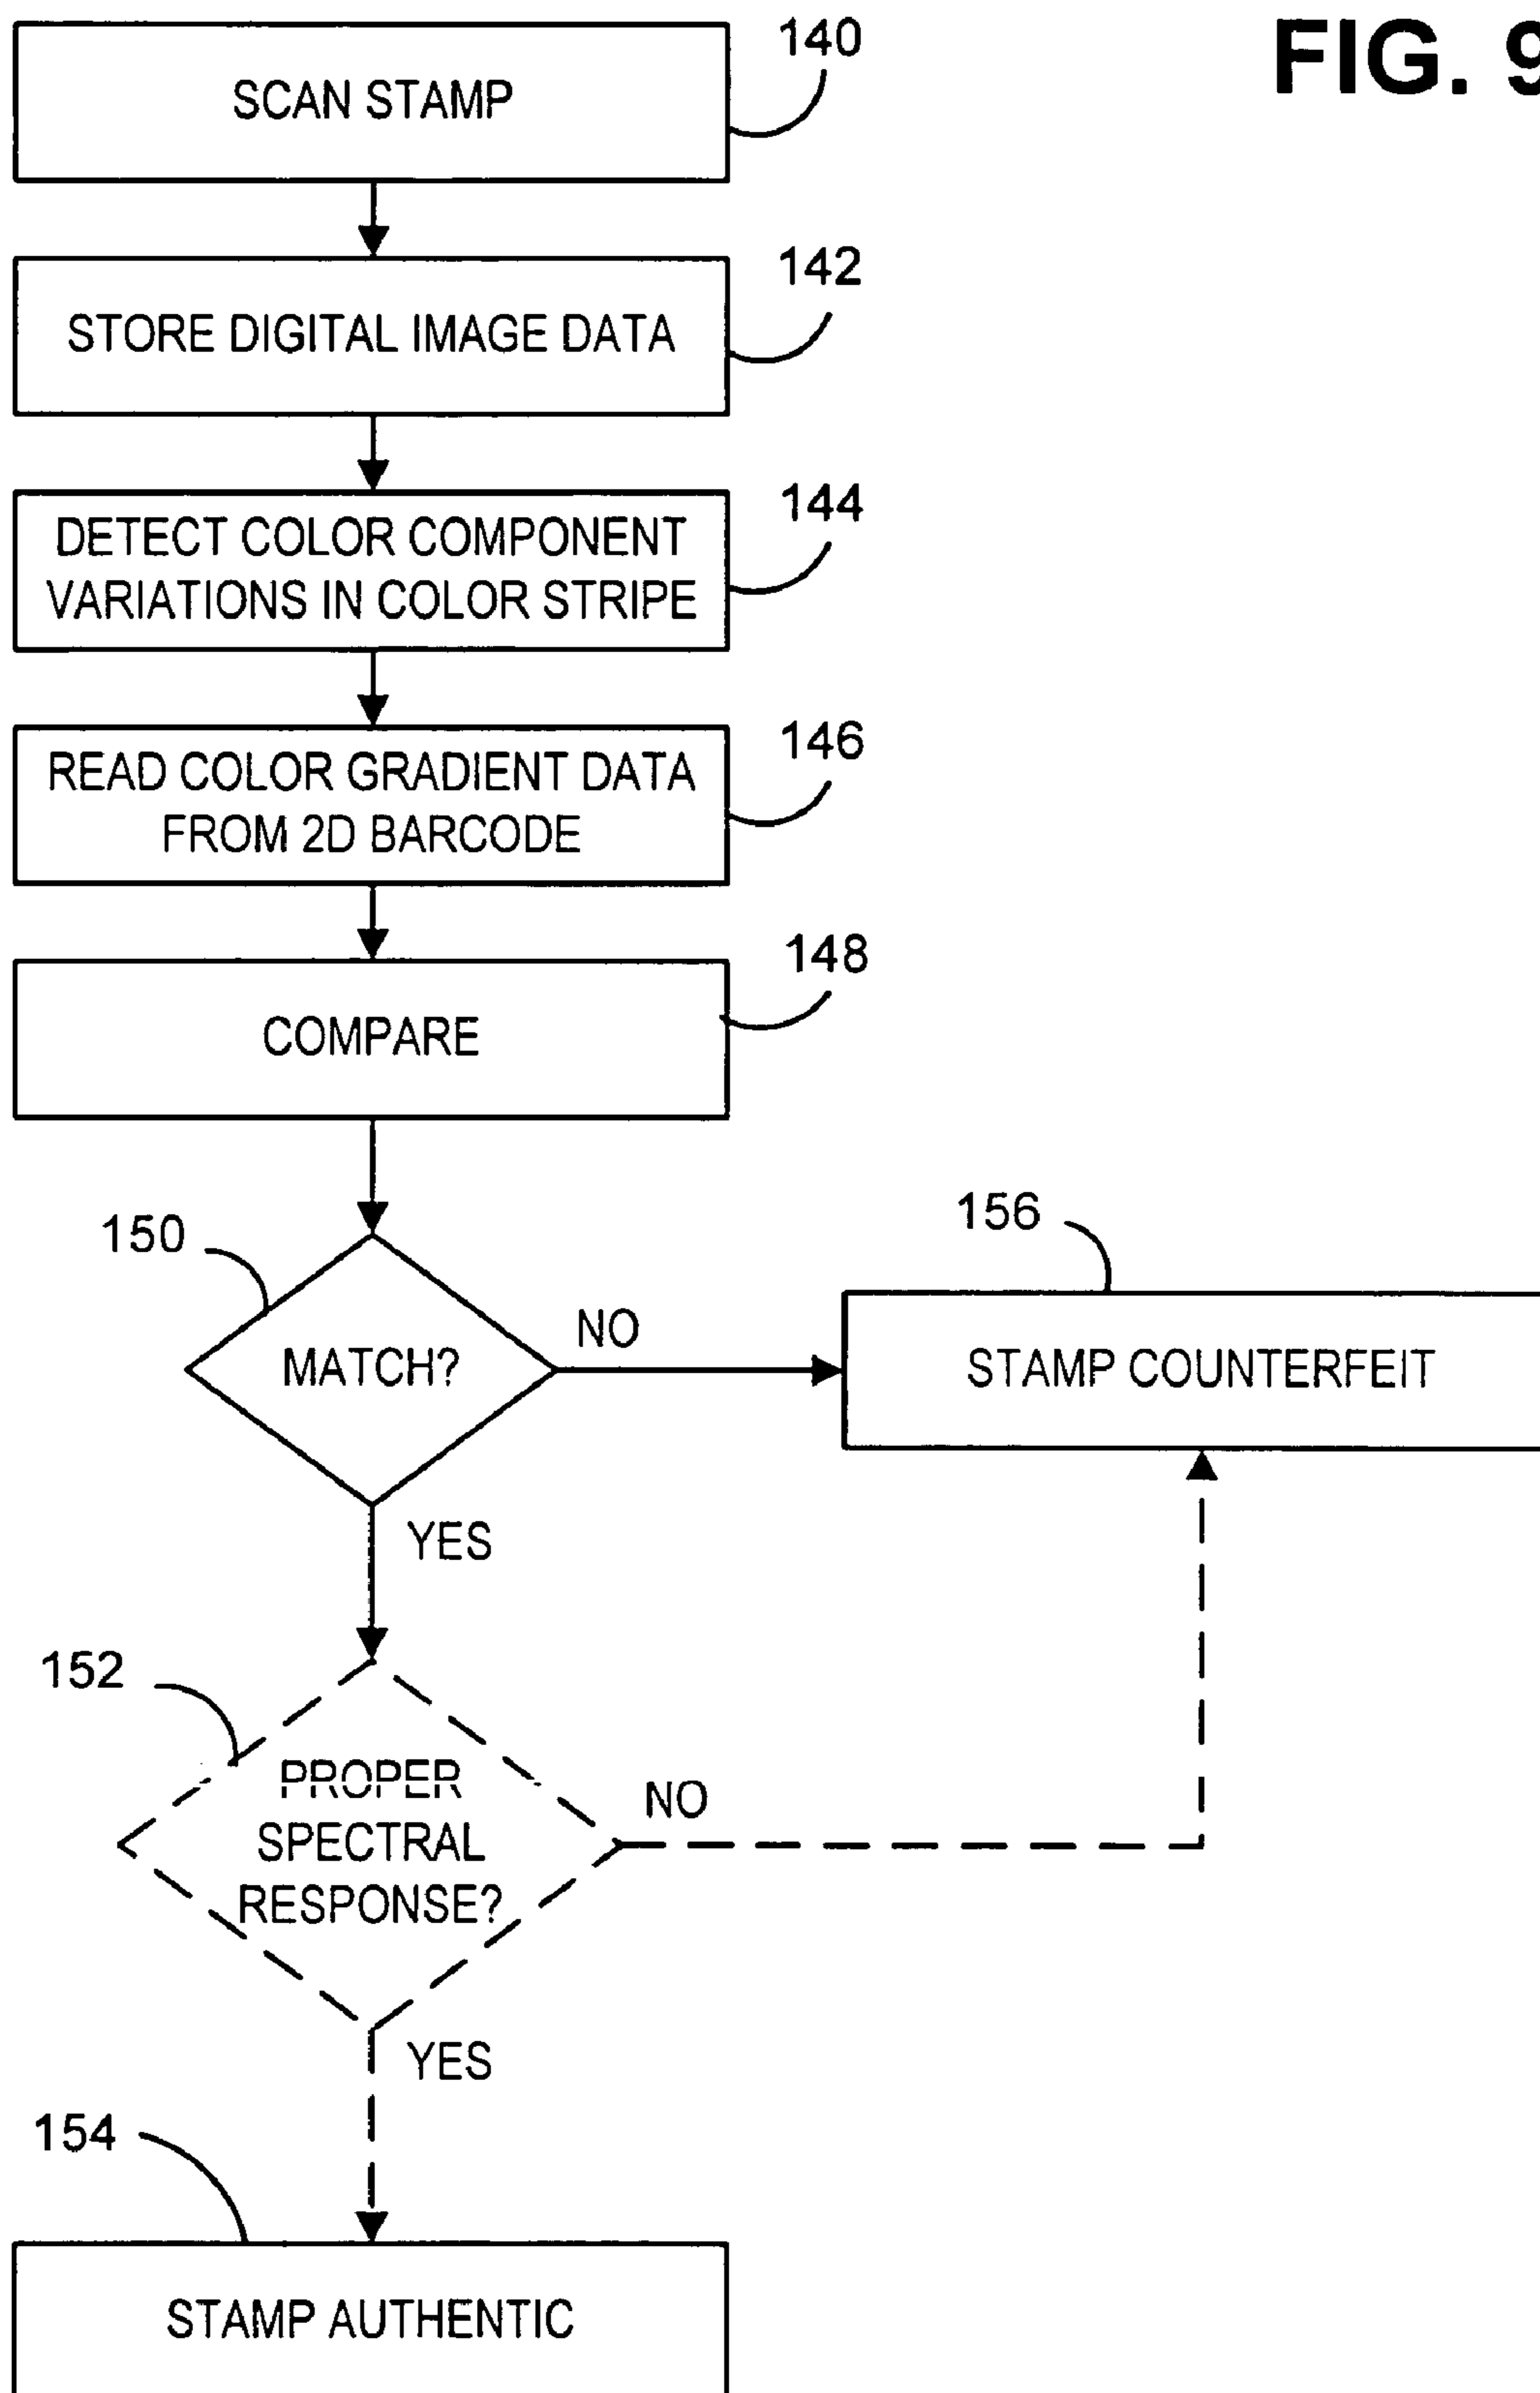 FIG. 9
140
SCAN STAMP
142
STORE DIGITAL IMAGE DATA
144
DETECT COLOR COMPONENT
VARIATIONS IN COLOR STRIPE
146
READ COLOR GRADIENT DATA
FROM 2D BARCODE
148
COMPARE
150
MATCH?
NO
156
STAMP COUNTERFEIT
YES
152
PROPER
SPECTRAL
RESPONSE?
NO
YES
154
STAMP AUTHENTIC